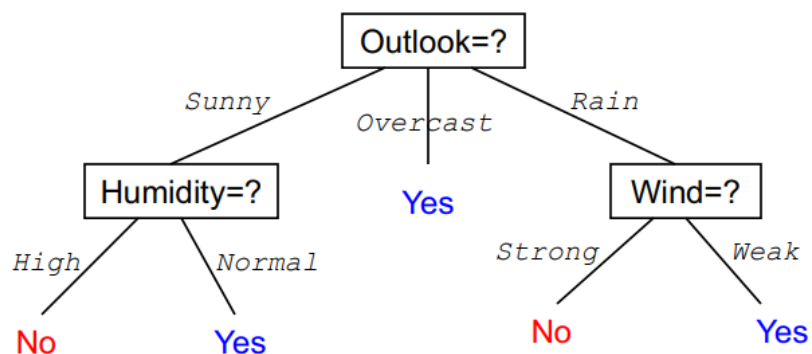 Outlook=?
Sunny
Overcast
Rain
Humidity=?
Yes
Wind=?
High
Normal
Strong
Weak
No
Yes
No
Yes